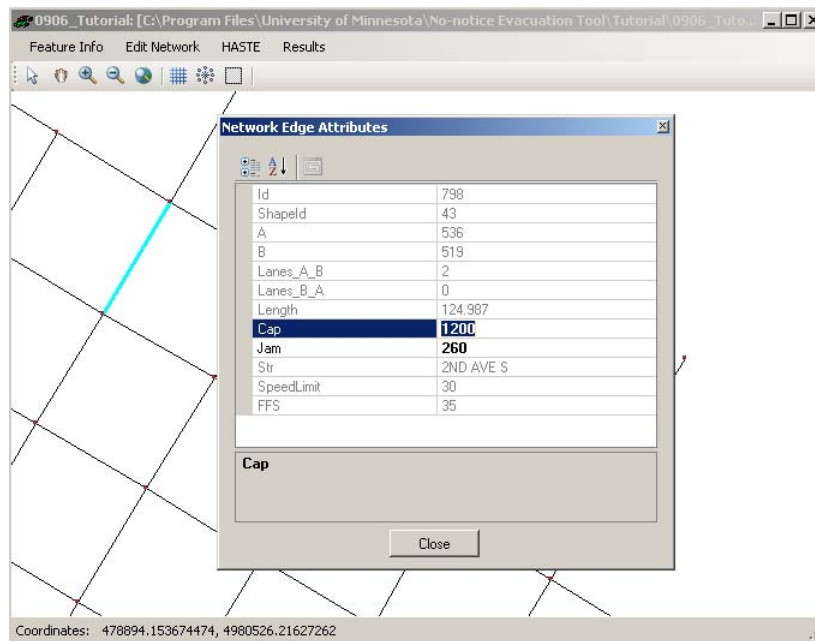 0906_Tutorial: [C:\Program Files\University of Minnesota\No-notice Evacuation Tool\Tutorial\0906_Tuto...
Feature Info Edit Network HASTE Results
Network Edge Attributes
Id 798
ShapeId 43
A 536
B 519
Lanes_A_B 2
Lanes_B_A 0
Length 124.987
Cap 1200
Jam 260
Str 2ND AVE S
SpeedLimit 30
FFS 35
Cap
Close
Coordinates: 478894.153674474, 4980526.21627262